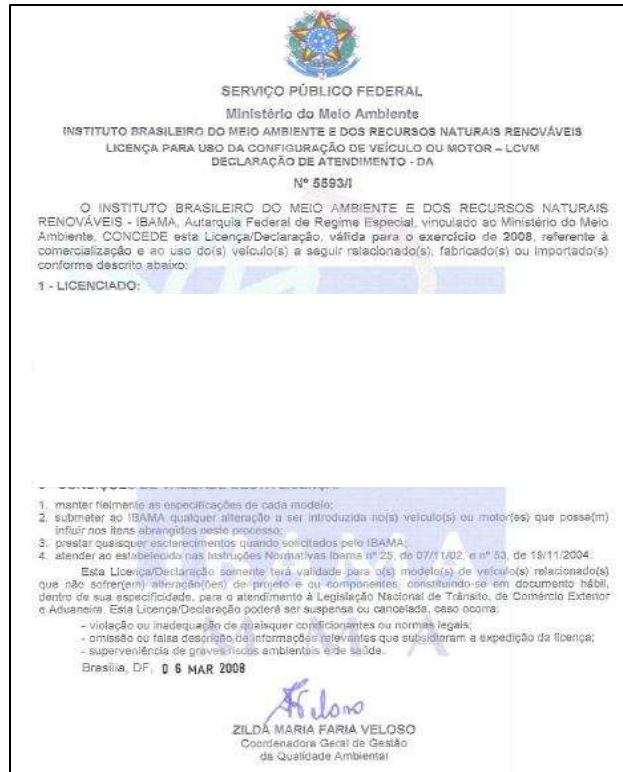 SERVIÇO PÚBLICO FEDERAL
Ministério do Meio Ambiente
INSTITUTO BRASILEIRO DO MEIO AMBIENTE E DOS RECURSOS NATURAIS RENOVÁVEIS
LICENÇA PARA USO DA CONFIGURAÇÃO DE VEÍCULO OU MOTOR – LCVM
DECLARAÇÃO DE ATENDIMENTO - DA
Nº 5593/I
O INSTITUTO BRASILEIRO DO MEIO AMBIENTE E DOS RECURSOS NATURAIS
RENOVÁVEIS - IBAMA, Autarquia Federal de Regime Especial, vinculado ao Ministério do Meio
Ambiente, CONCEDE esta Licença/Declaração, válida para o exercício de 2008, referente à
comercialização e ao uso do(s) veículo(s) a seguir relacionado(s), fabricado(s) ou importado(s)
conforme descrito abaixo:
1 - LICENCIADO:
CONDIÇÕES DE VALIDADE DESTA LICENÇA
1. manter fielmente as especificações de cada modelo;
2. submeter ao IBAMA qualquer alteração a ser introduzida no(s) veículo(s) ou motor(es) que possa(m)
influir nos itens abrangidos neste processo;
3. prestar quaisquer esclarecimentos quando solicitados pelo IBAMA;
4. atender ao estabelecido nas Instruções Normativas Ibama nº 25, de 07/11/02, e nº 53, de 19/11/2004.
Esta Licença/Declaração somente terá validade para o(s) modelo(s) de veículo(s) relacionado(s)
que não sofrer(em) alteração(ões) de projeto e ou componentes, constituindo-se em documento hábil,
dentro de sua especificidade, para o atendimento à Legislação Nacional de Trânsito, de Comércio Exterior
e Aduaneira. Esta Licença/Declaração poderá ser suspensa ou cancelada, caso ocorra:
- violação ou inadequação de quaisquer condicionantes ou normas legais;
- omissão ou falsa descrição de informações relevantes que subsidiaram a expedição da licença;
- superveniência de graves riscos ambientais e de saúde.
Brasília, DF, 0 6 MAR 2008
Veloso
ZILDA MARIA FARIA VELOSO
Coordenadora Geral de Gestão
da Qualidade Ambiental